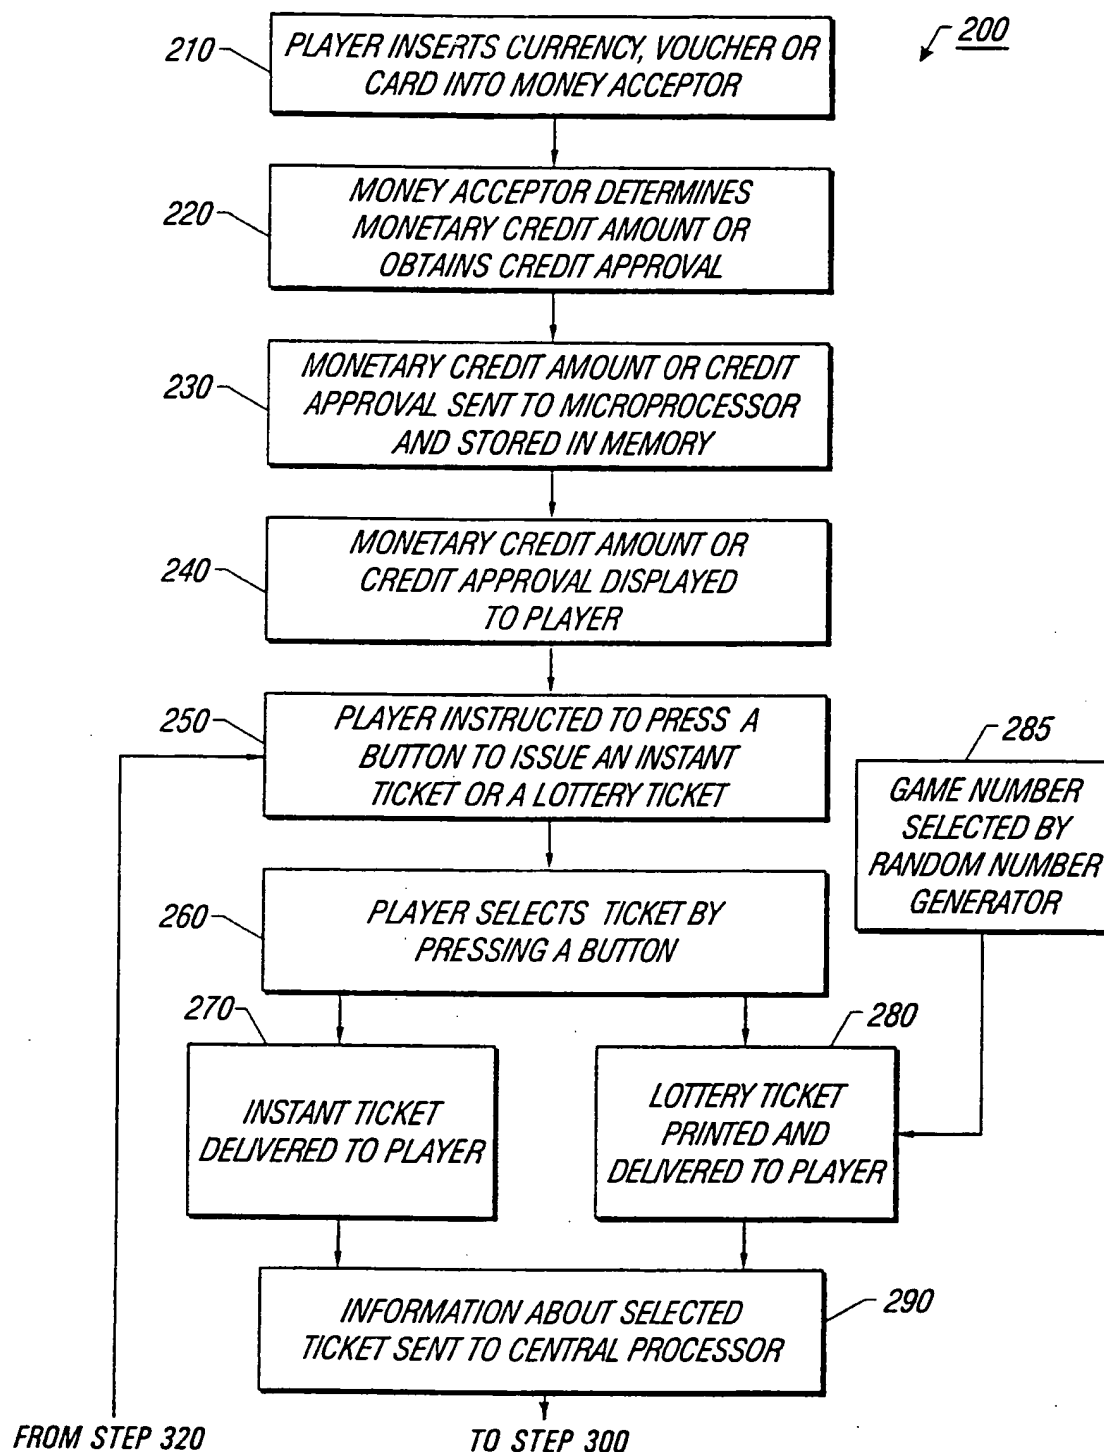 200
210
PLAYER INSERTS CURRENCY, VOUCHER OR
CARD INTO MONEY ACCEPTOR
220
MONEY ACCEPTOR DETERMINES
MONETARY CREDIT AMOUNT OR
OBTAINS CREDIT APPROVAL
230
MONETARY CREDIT AMOUNT OR CREDIT
APPROVAL SENT TO MICROPROCESSOR
AND STORED IN MEMORY
240
MONETARY CREDIT AMOUNT OR
CREDIT APPROVAL DISPLAYED
TO PLAYER
250
PLAYER INSTRUCTED TO PRESS A
BUTTON TO ISSUE AN INSTANT
TICKET OR A LOTTERY TICKET
285
GAME NUMBER
SELECTED BY
RANDOM NUMBER
GENERATOR
260
PLAYER SELECTS TICKET BY
PRESSING A BUTTON
270
INSTANT TICKET
DELIVERED TO PLAYER
280
LOTTERY TICKET
PRINTED AND
DELIVERED TO PLAYER
290
INFORMATION ABOUT SELECTED
TICKET SENT TO CENTRAL PROCESSOR
FROM STEP 320
TO STEP 300